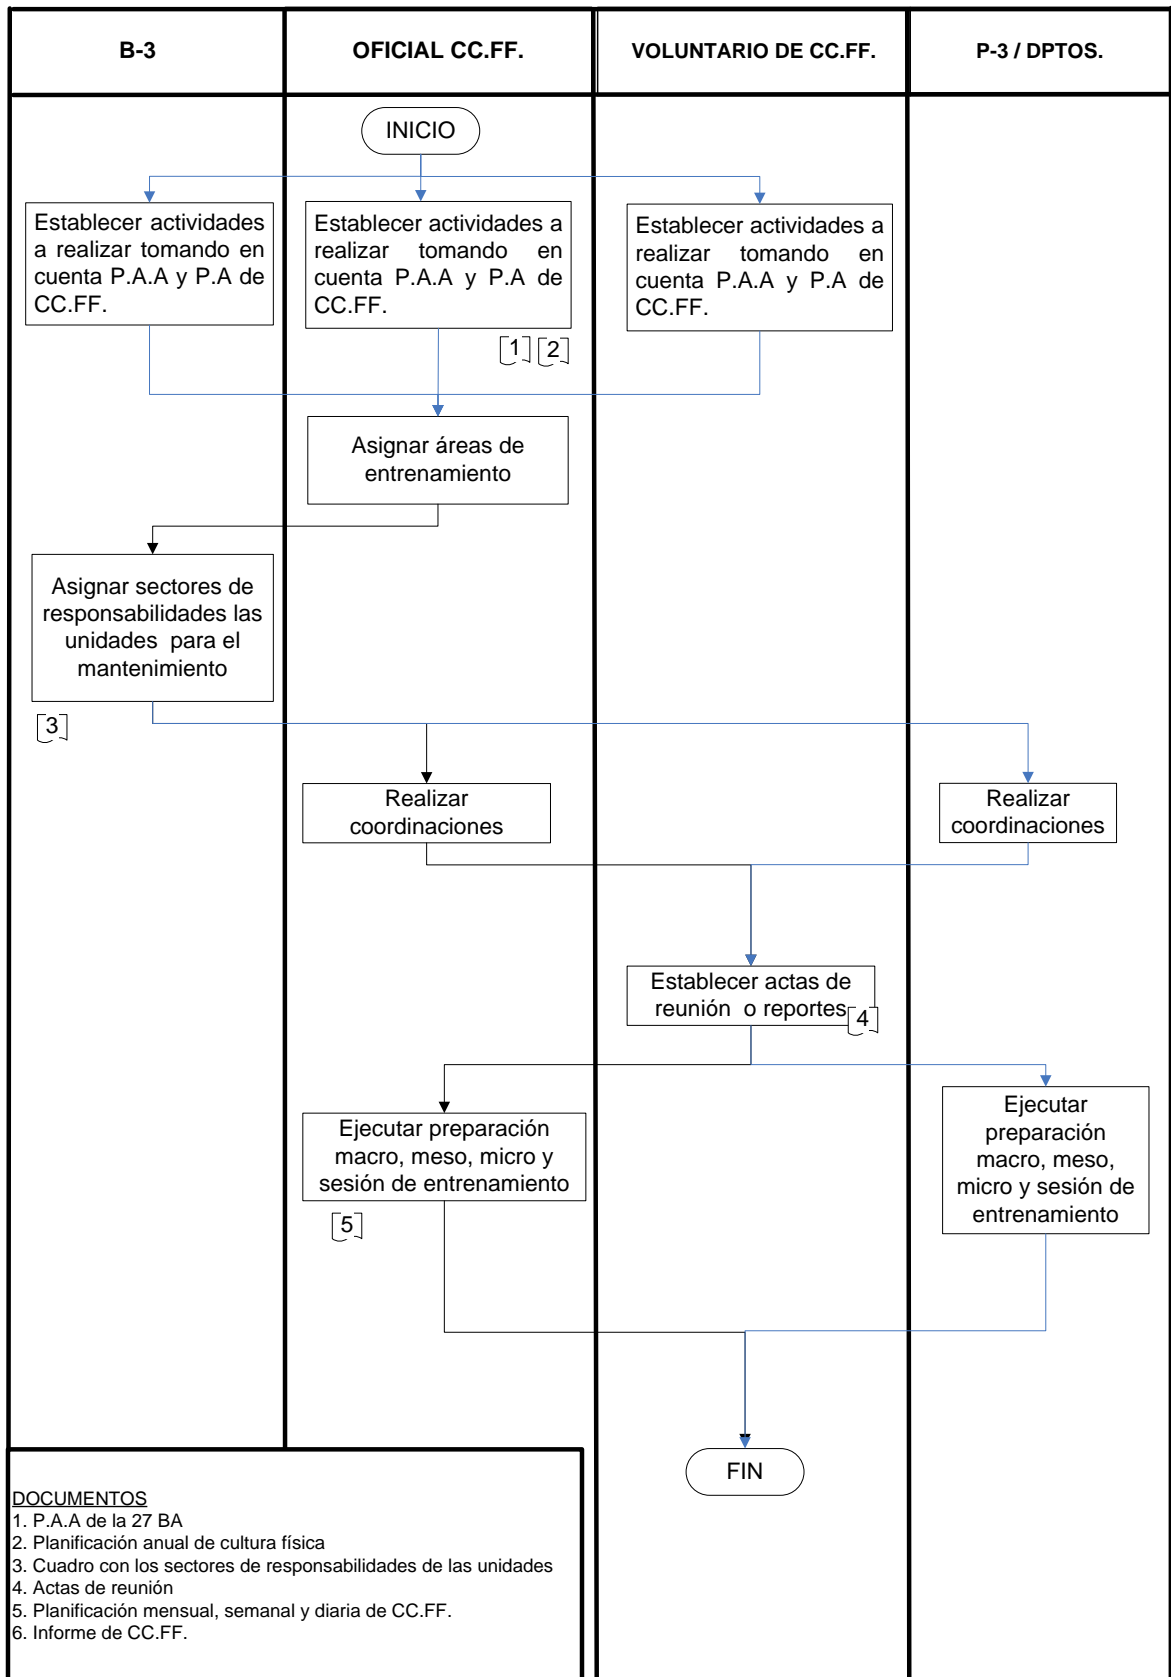 B-3
OFICIAL CC.FF.
VOLUNTARIO DE CC.FF.
P-3 / DPTOS.
INICIO
Establecer actividades
a realizar tomando en
cuenta P.A.A y P.A de
CC.FF.
Establecer actividades a
realizar tomando en
cuenta P.A.A y P.A de
CC.FF.
Establecer actividades a
realizar tomando en
cuenta P.A.A y P.A de
CC.FF.
1
2
Asignar áreas de
entrenamiento
Asignar sectores de
responsabilidades las
unidades para el
mantenimiento
3
Realizar
coordinaciones
Realizar
coordinaciones
Establecer actas de
reunión o reportes
4
Ejecutar preparación
macro, meso, micro y
sesión de entrenamiento
5
Ejecutar
preparación
macro, meso,
micro y sesión de
entrenamiento
FIN
DOCUMENTOS
1. P.A.A de la 27 BA
2. Planificación anual de cultura física
3. Cuadro con los sectores de responsabilidades de las unidades
4. Actas de reunión
5. Planificación mensual, semanal y diaria de CC.FF.
6. Informe de CC.FF.